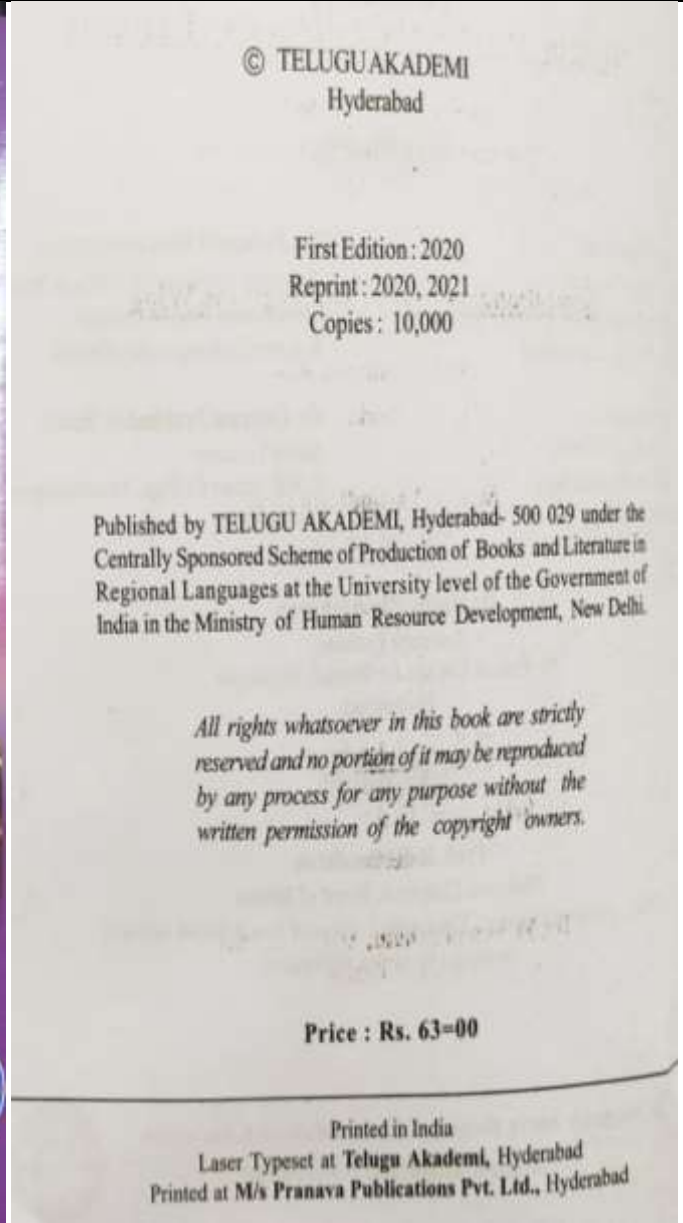 © TELUGU AKADEMI
Hyderabad
First Edition : 2020
Reprint : 2020, 2021
Copies : 10,000
Published by TELUGU AKADEMI, Hyderabad- 500 029 under the
Centrally Sponsored Scheme of Production of Books and Literature in
Regional Languages at the University level of the Government of
India in the Ministry of Human Resource Development, New Delhi.
All rights whatsoever in this book are strictly
reserved and no portion of it may be reproduced
by any process for any purpose without the
written permission of the copyright owners.
Price : Rs. 63=00
Printed in India
Laser Typeset at Telugu Akademi, Hyderabad
Printed at M/s Pranava Publications Pvt. Ltd., Hyderabad